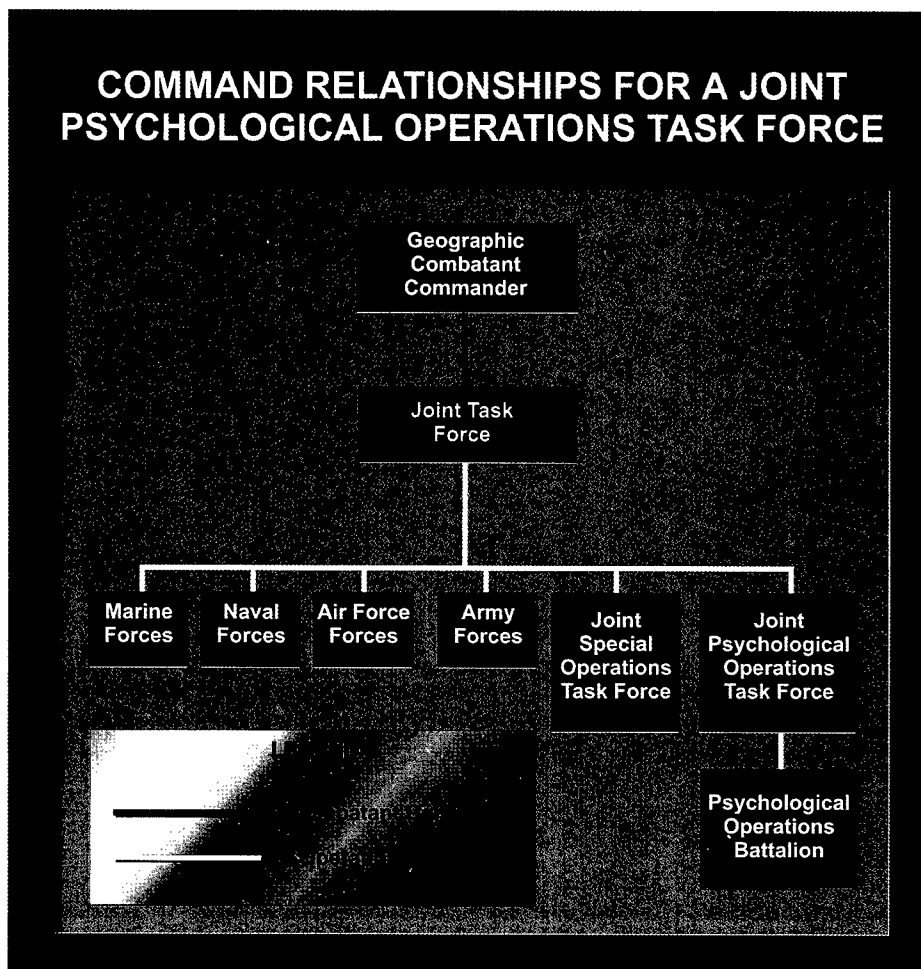 COMMAND RELATIONSHIPS FOR A JOINT
PSYCHOLOGICAL OPERATIONS TASK FORCE
Geographic
Combatant
Commander
Joint Task
Force
Marine
Forces
Naval
Forces
Air Force
Forces
Army
Forces
Joint
Special
Operations
Task Force
Joint
Psychological
Operations
Task Force
Psychological
Operations
Battalion